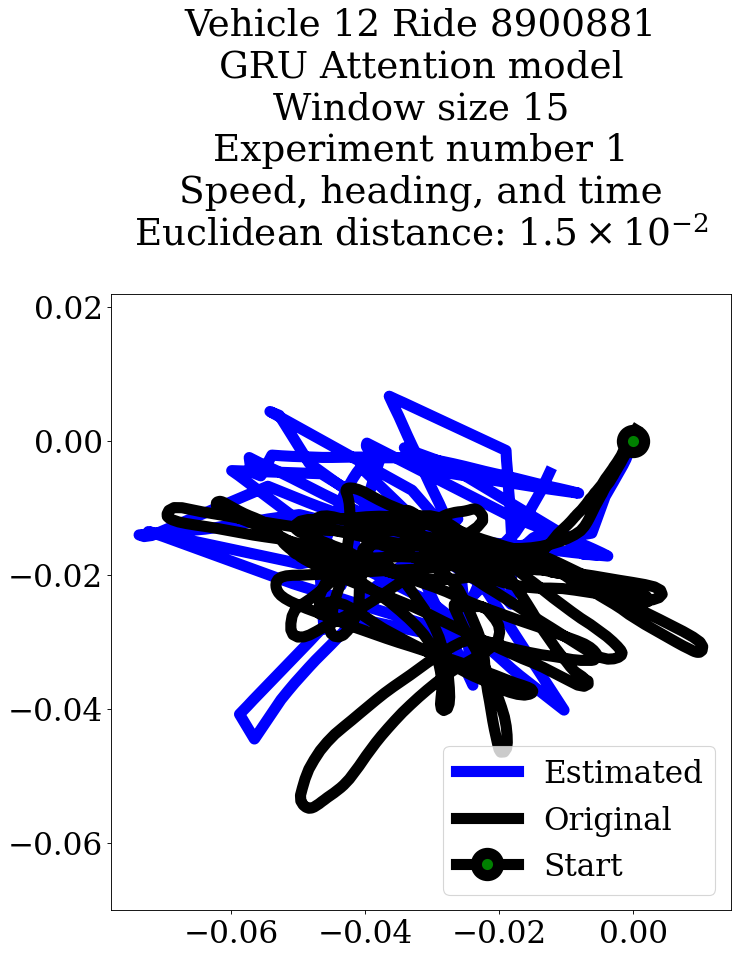 Vehicle 12 Ride 8900881
GRU Attention model
Window size 15
Experiment number 1
Speed, heading, and time
Euclidean distance: 1.5 × 10⁻²
0.02
0.00
−0.02
−0.04
−0.06
Estimated
Original
Start
−0.06 −0.04 −0.02 0.00